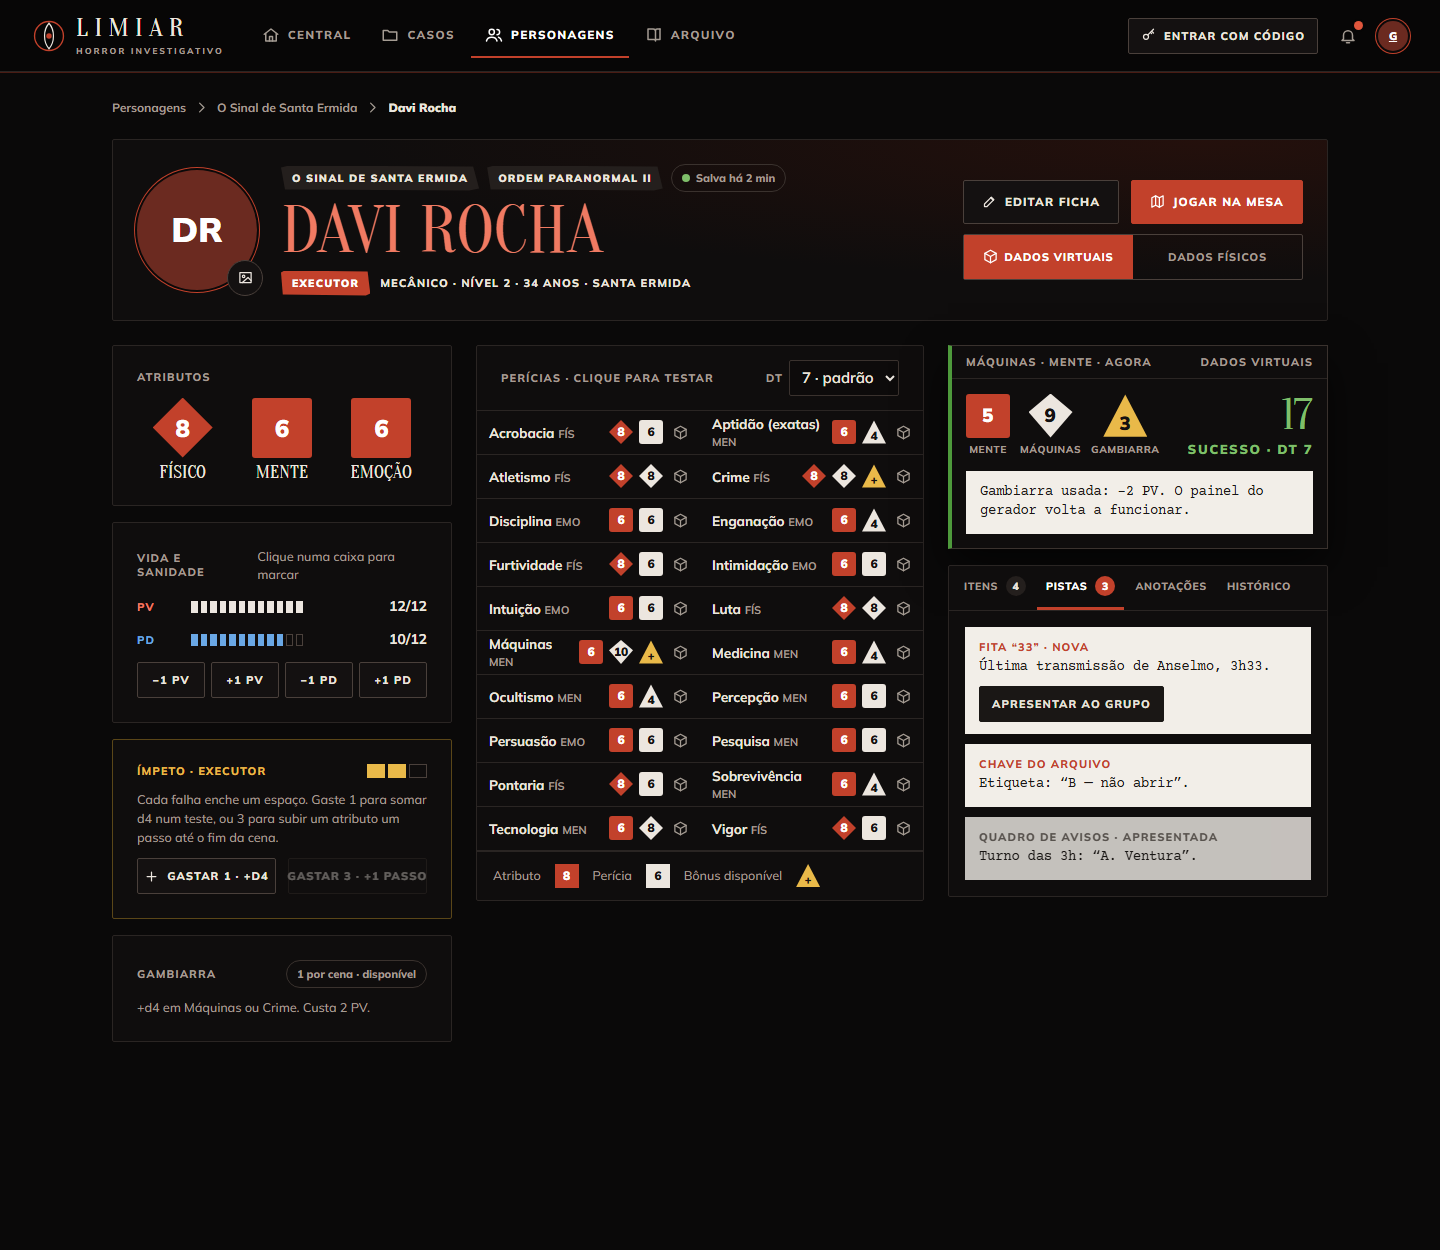 LIMIAR
HORROR INVESTIGATIVO
CENTRAL
CASOS
PERSONAGENS
ARQUIVO
ENTRAR COM CÓDIGO
G
Personagens > O Sinal de Santa Ermida > Davi Rocha
DR
O SINAL DE SANTA ERMIDA
ORDEM PARANORMAL II
Salva há 2 min
DAVI ROCHA
EXECUTOR
MECÂNICO · NÍVEL 2 · 34 ANOS · SANTA ERMIDA
EDITAR FICHA
JOGAR NA MESA
DADOS VIRTUAIS
DADOS FÍSICOS
ATRIBUTOS
8 6 6
FÍSICO MENTE EMOÇÃO
VIDA E
SANIDADE
Clique numa caixa para
marcar
PV 12/12
PD 10/12
−1 PV
+1 PV
−1 PD
+1 PD
ÍMPETO · EXECUTOR
Cada falha enche um espaço. Gaste 1 para somar
d4 num teste, ou 3 para subir um atributo um
passo até o fim da cena.
GASTAR 1 · +D4
GASTAR 3 · +1 PASSO
GAMBIARRA
1 por cena · disponível
+d4 em Máquinas ou Crime. Custa 2 PV.
PERÍCIAS · CLIQUE PARA TESTAR
DT
7 · padrão
Acrobacia FÍS 8 6
Aptidão (exatas)
MEN 6 4
Atletismo FÍS 8 8
Crime FÍS 8 8 +
Disciplina EMO 6 6
Enganação EMO 6 4
Furtividade FÍS 8 6
Intimidação EMO 6 6
Intuição EMO 6 6
Luta FÍS 8 8
Máquinas
MEN 6 10 +
Medicina MEN 6 4
Ocultismo MEN 6 4
Percepção MEN 6 6
Persuasão EMO 6 6
Pesquisa MEN 6 6
Pontaria FÍS 8 6
Sobrevivência
MEN 6 4
Tecnologia MEN 6 8
Vigor FÍS 8 6
Atributo 8 Perícia 6 Bônus disponível +
MÁQUINAS · MENTE · AGORA
DADOS VIRTUAIS
5 9 3
17
MENTE MÁQUINAS GAMBIARRA
SUCESSO · DT 7
Gambiarra usada: −2 PV. O painel do
gerador volta a funcionar.
ITENS 4
PISTAS 3
ANOTAÇÕES
HISTÓRICO
FITA “33” · NOVA
Última transmissão de Anselmo, 3h33.
APRESENTAR AO GRUPO
CHAVE DO ARQUIVO
Etiqueta: “B — não abrir”.
QUADRO DE AVISOS · APRESENTADA
Turno das 3h: “A. Ventura”.